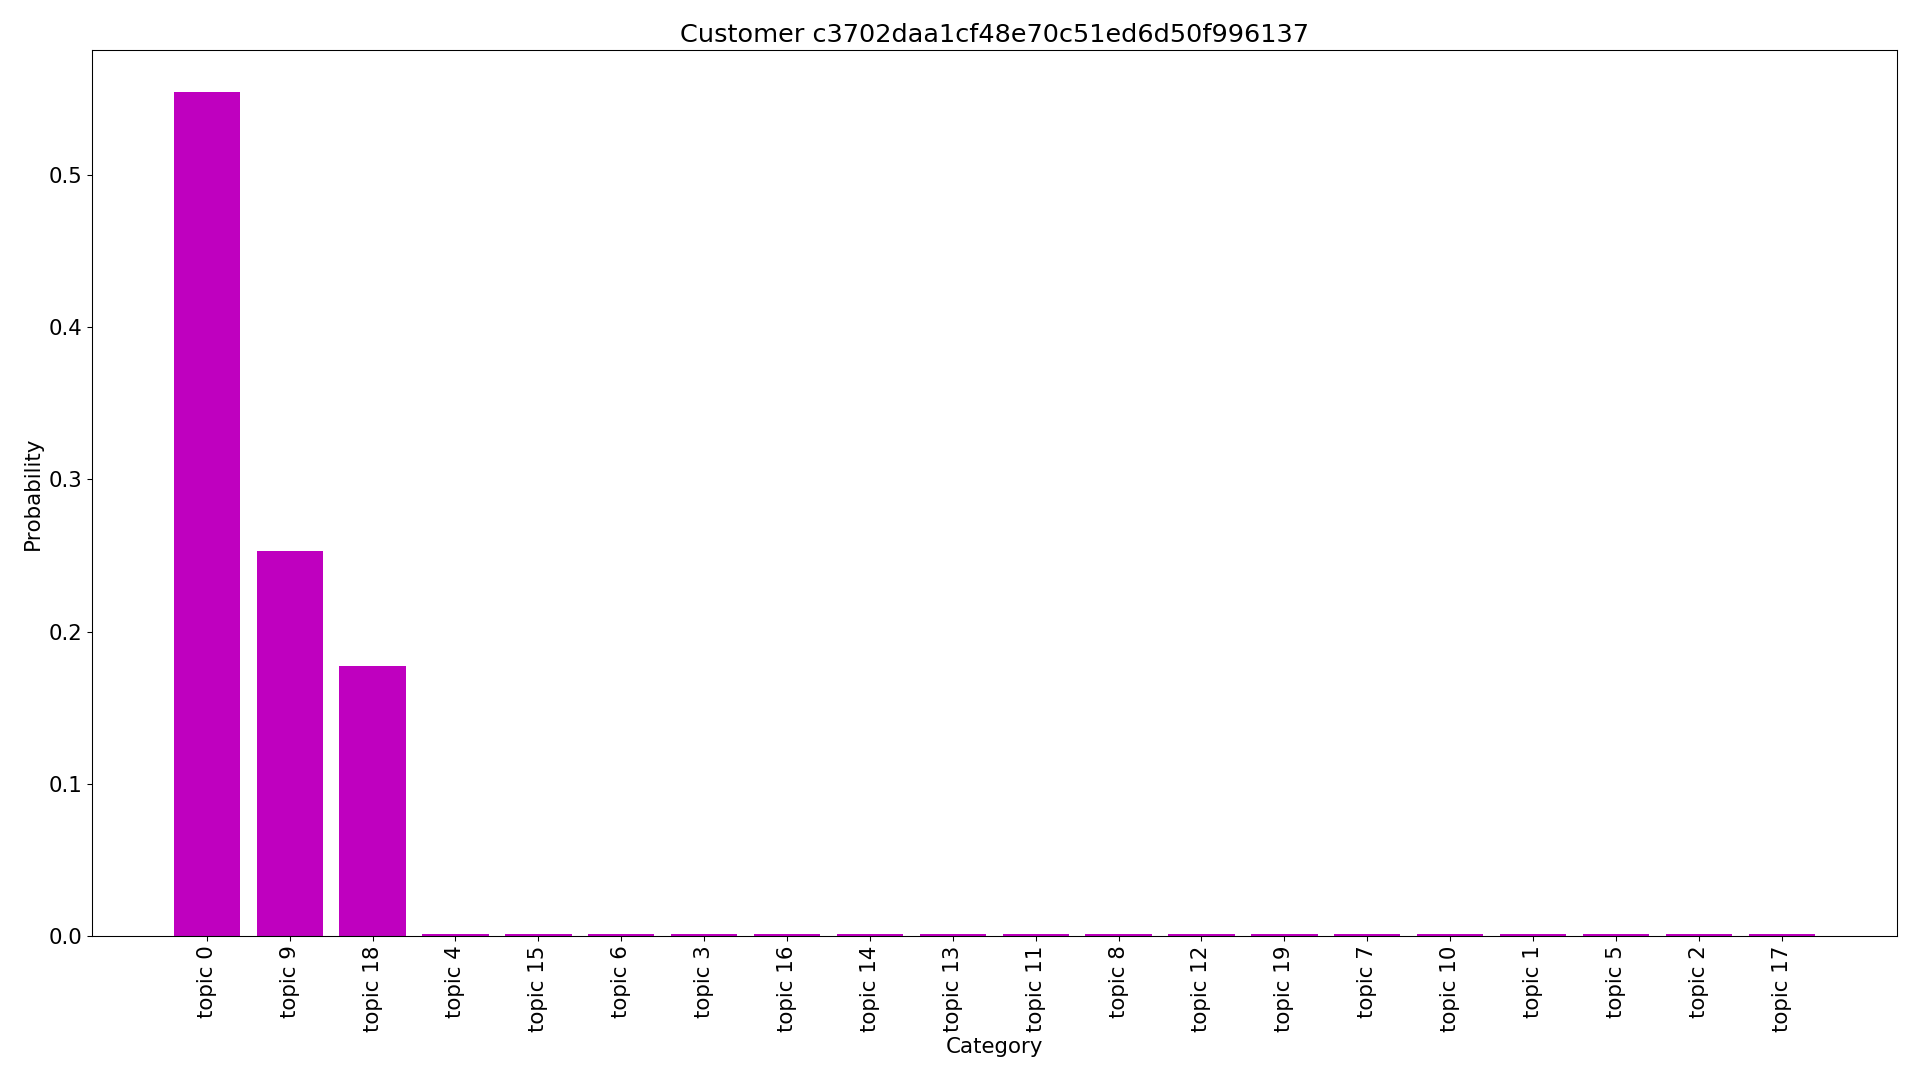 Customer c3702daa1cf48e70c51ed6d50f996137
Probability
0.5
0.4
0.3
0.2
0.1
0.0
topic 0
topic 9
topic 18
topic 4
topic 15
topic 6
topic 3
topic 16
topic 14
topic 13
topic 11
topic 8
topic 12
topic 19
topic 7
topic 10
topic 1
topic 5
topic 2
topic 17
Category